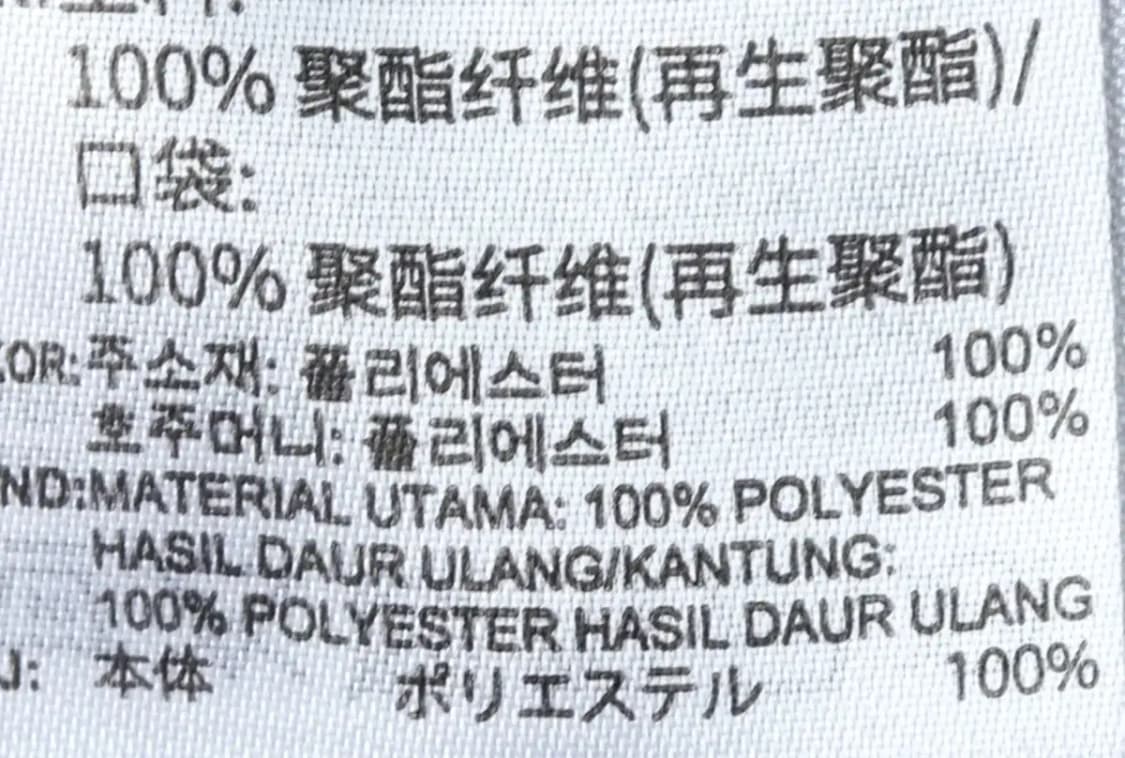 100% 聚酯纤维(再生聚酯)/
口袋:
100% 聚酯纤维(再生聚酯)
KOR:주소재: 폴리에스터 100%
호주머니: 폴리에스터 100%
ND:MATERIAL UTAMA: 100% POLYESTER
HASIL DAUR ULANG/KANTUNG:
100% POLYESTER HASIL DAUR ULANG
J: 本体 ポリエステル 100%